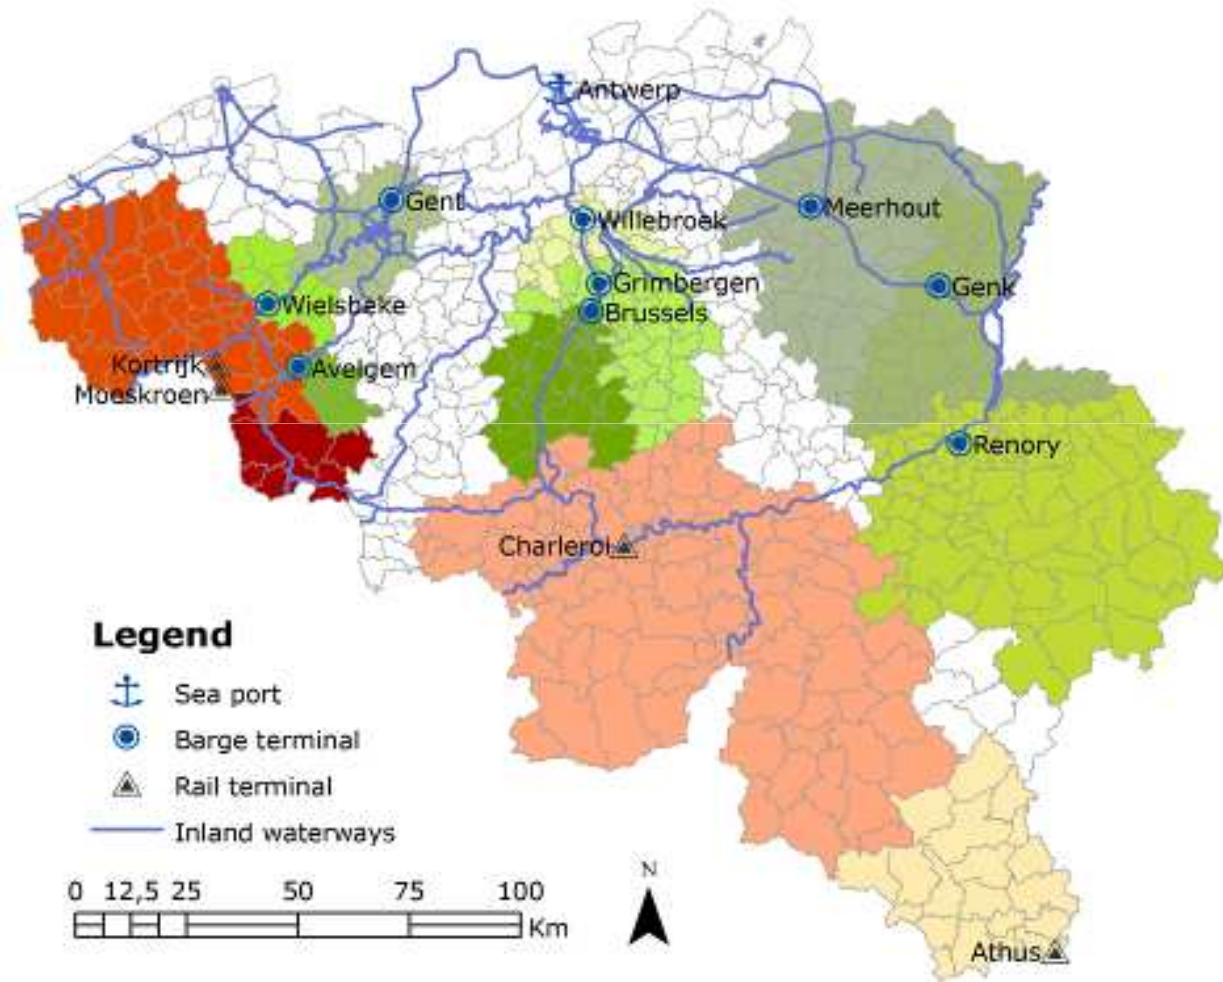 Antwerp
Gent
Willebroek
Meerhout
Grimbergen
Genk
Wielsbeke
Brussels
Kortrijk
Avelgem
Moeskroen
Renory
Charleroi
Legend
Sea port
Barge terminal
Rail terminal
Inland waterways
N
0 12,5 25 50 75 100
Km
Athus